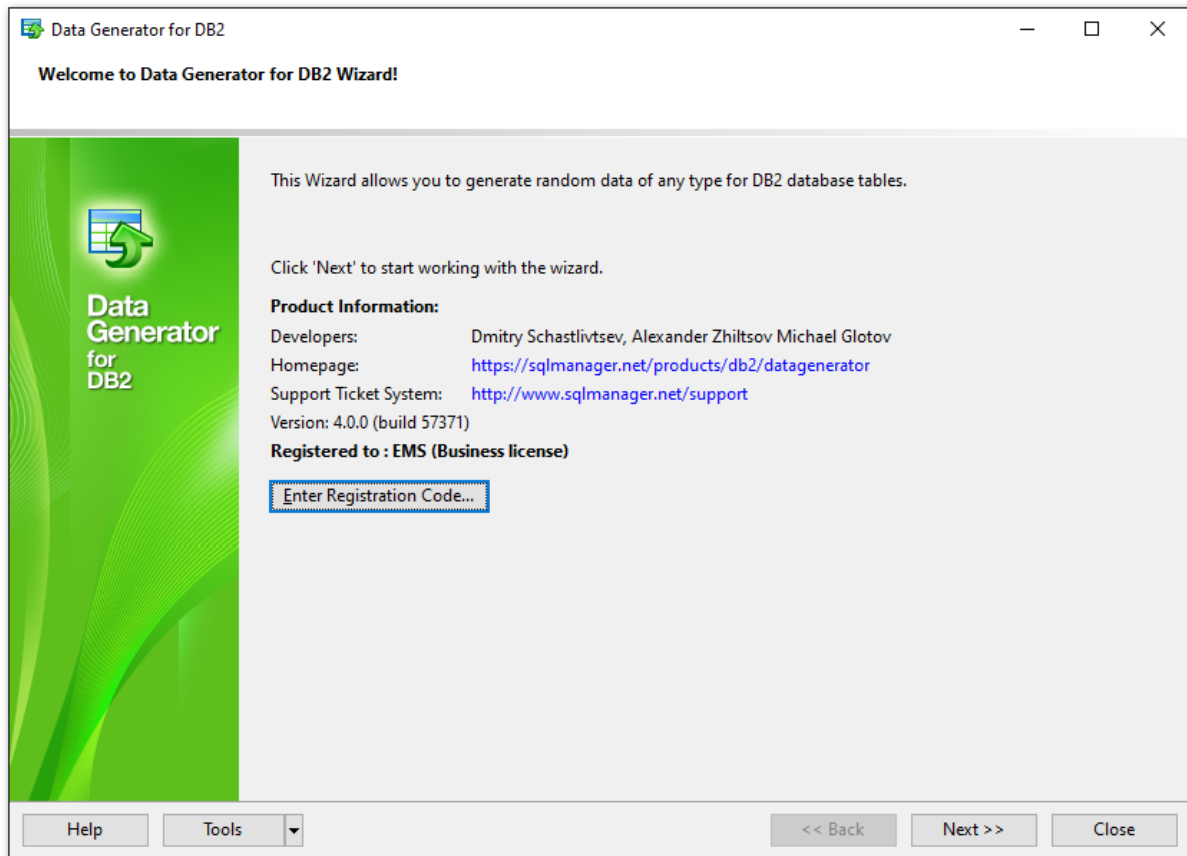 Data Generator for DB2
Welcome to Data Generator for DB2 Wizard!
This Wizard allows you to generate random data of any type for DB2 database tables.
Click 'Next' to start working with the wizard.
Data
Generator
for
DB2
Product Information:
Developers: Dmitry Schastlivtsev, Alexander Zhiltsov Michael Glotov
Homepage: https://sqlmanager.net/products/db2/datagenerator
Support Ticket System: http://www.sqlmanager.net/support
Version: 4.0.0 (build 57371)
Registered to : EMS (Business license)
Enter Registration Code...
Help Tools << Back Next >> Close